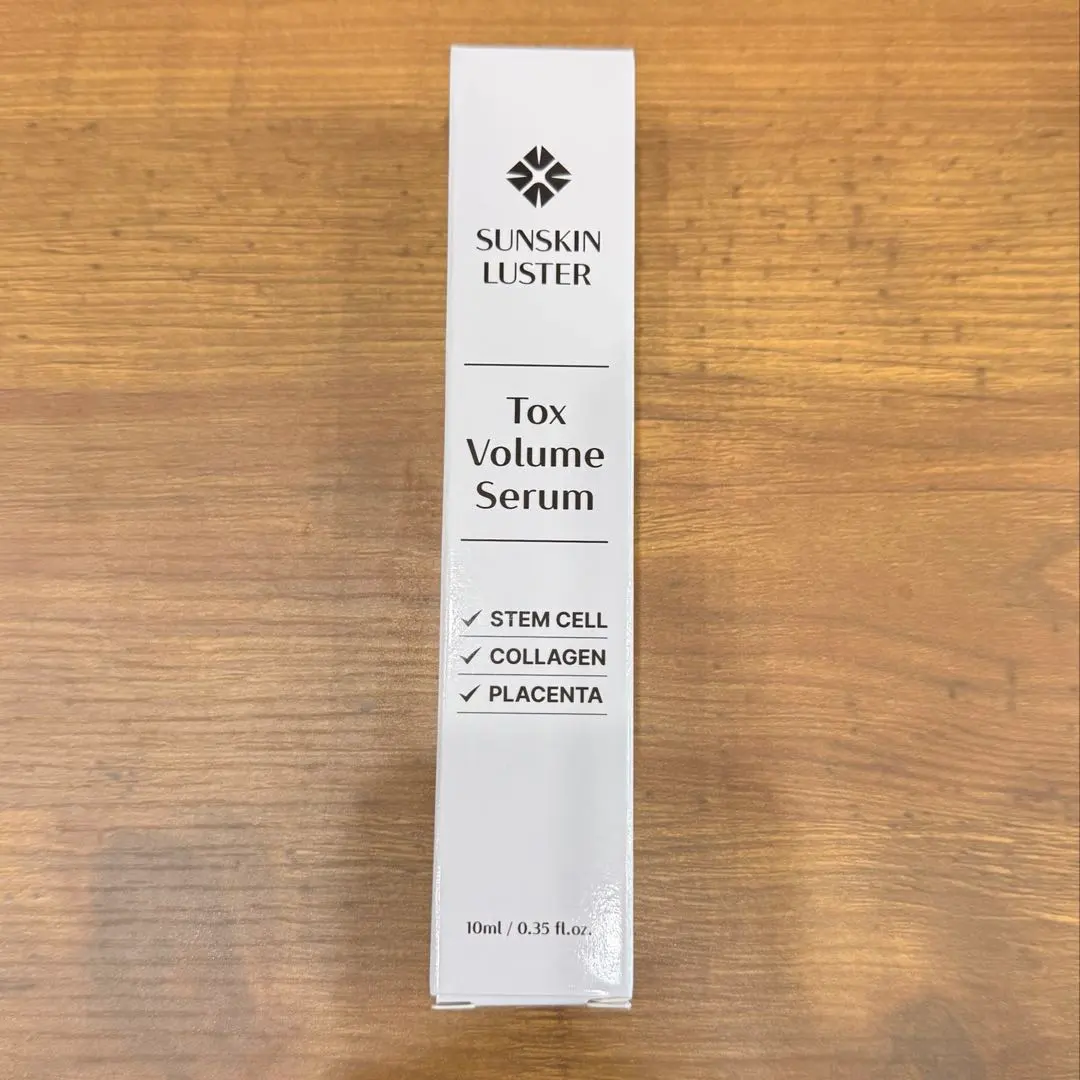 SUNSKIN
LUSTER
Tox
Volume
Serum
✓ STEM CELL
✓ COLLAGEN
✓ PLACENTA
10ml / 0.35 fl.oz.